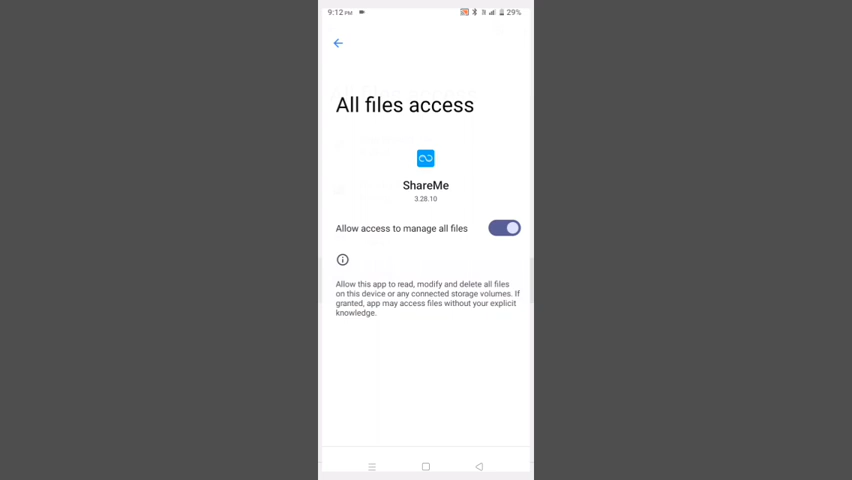 9:12 PM 29%
All files access
ShareMe
3.28.10
Allow access to manage all files
Allow this app to read, modify and delete all files
on this device or any connected storage volumes. If
granted, app may access files without your explicit
knowledge.